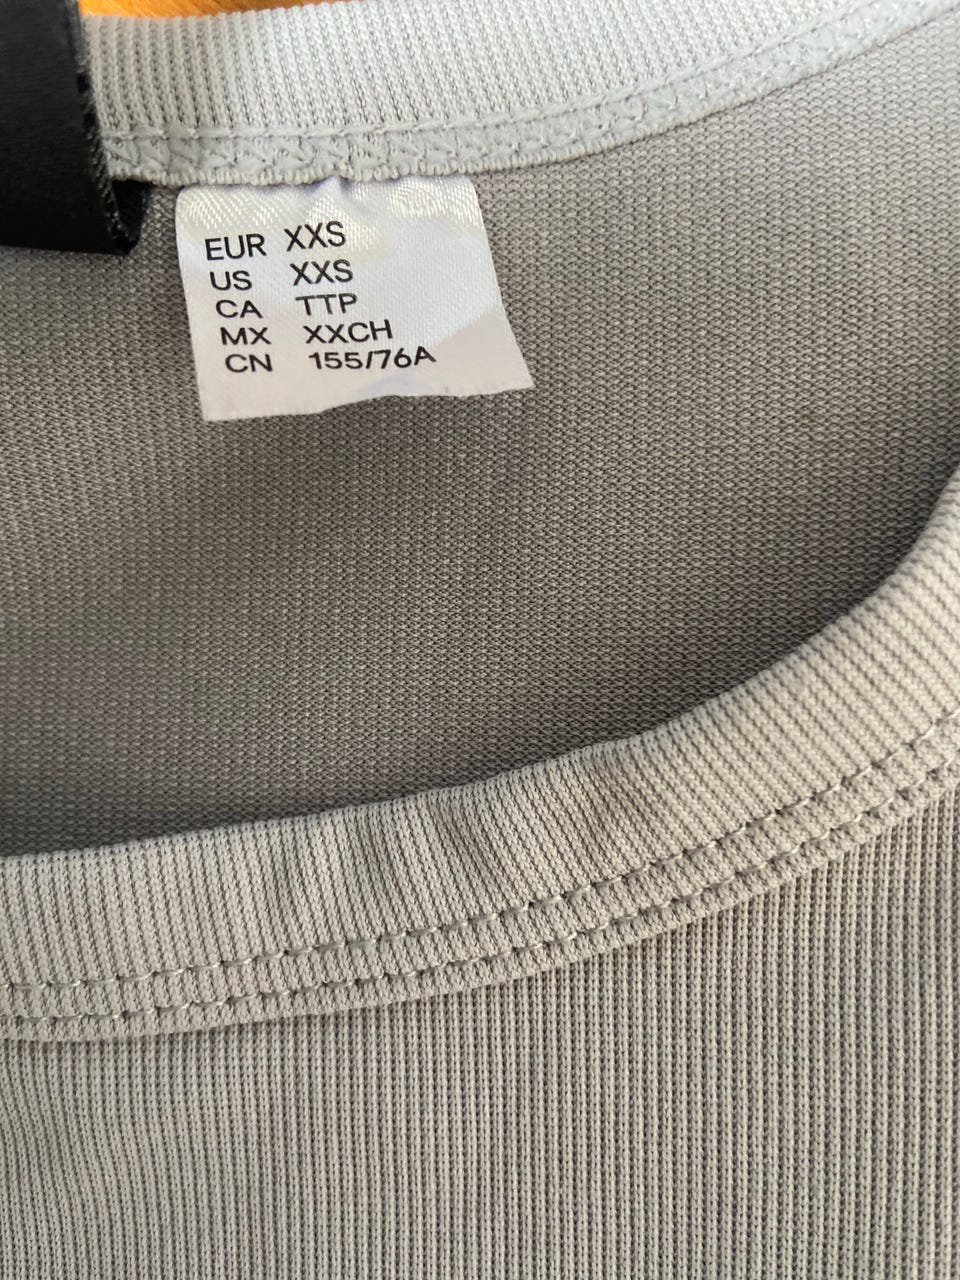 EUR XXS
US XXS
CA TTP
MX XXCH
CN 155/76A